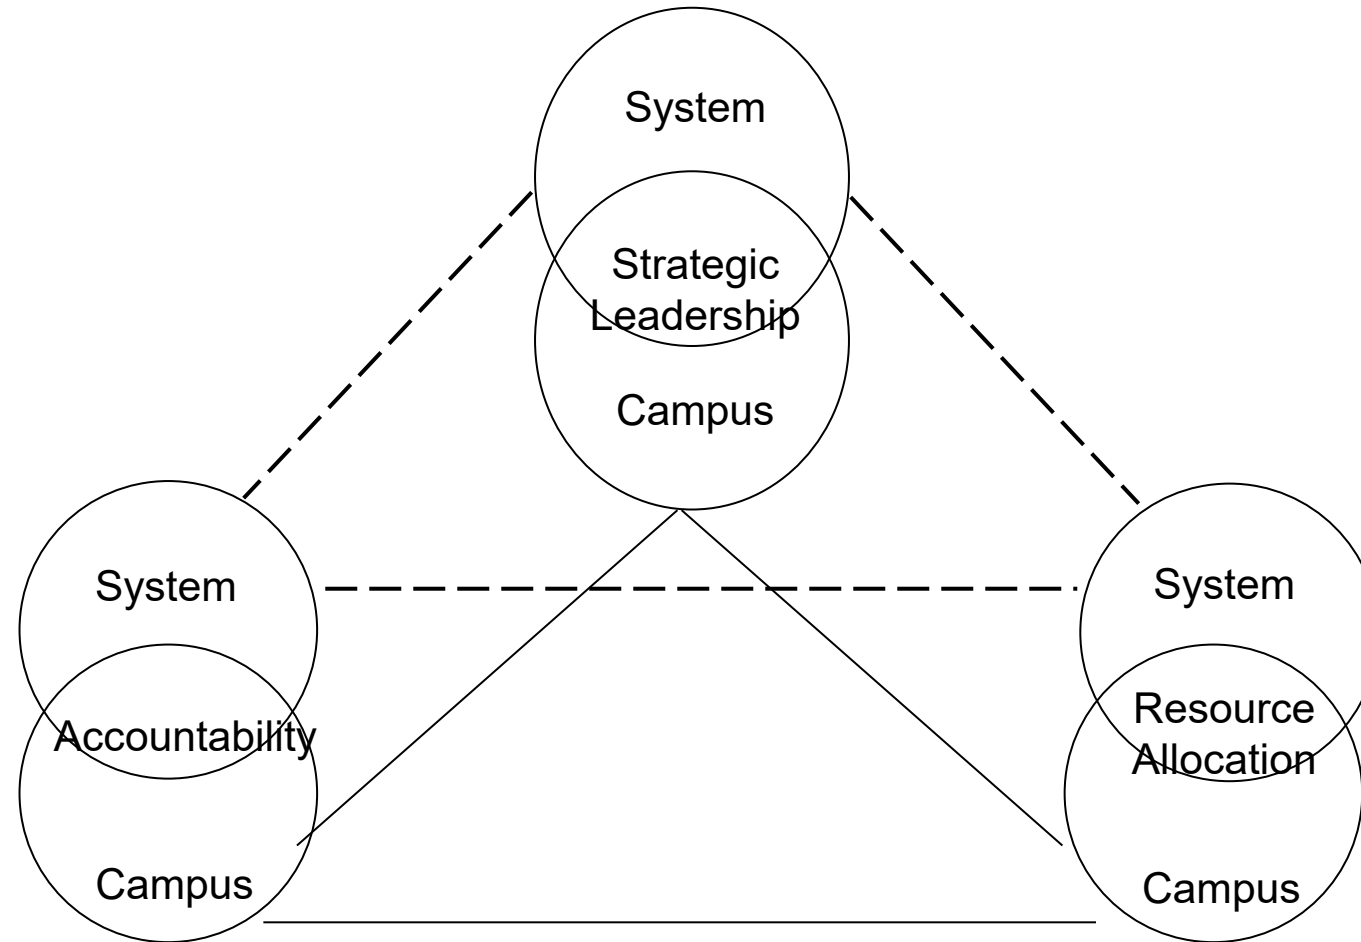 System
Strategic
Leadership
Campus
System
Accountability
Campus
System
Resource
Allocation
Campus